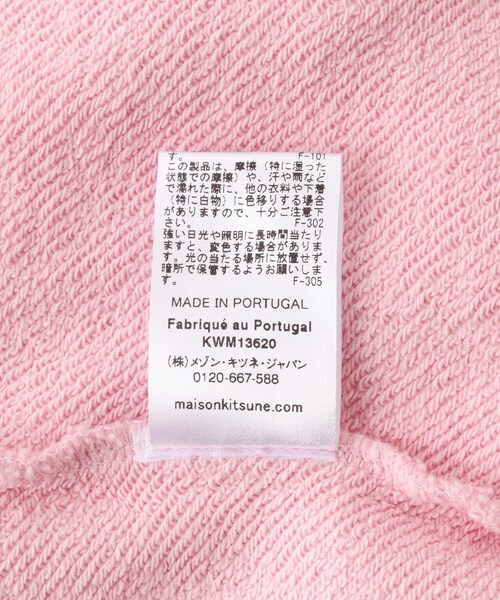 す。 F-101
この製品は、摩擦（特に湿った
状態での摩擦）や、汗や雨など
で濡れた際に、他の衣料や下着
（特に白物）に色移りする場合
がありますので、十分ご注意下
さい。 F-302
強い日光や照明に長時間当たり
ますと、変色する場合がありま
す。光の当たる場所に放置せず、
暗所で保管するようお願いしま
す。 F-305
MADE IN PORTUGAL
Fabriqué au Portugal
KWM13620
（株）メゾン・キツネ・ジャパン
0120-667-588
maisonkitsune.com